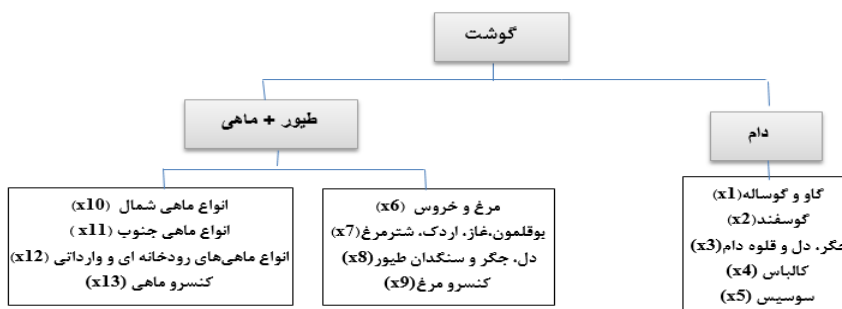 گوشت
دام
طیور + ماهی
گاو و گوساله(x1)
گوسفند(x2)
جگر، دل و قلوه دام(x3)
کالباس (x4)
سوسیس (x5)
مرغ و خروس (x6)
بوقلمون،غاز، اردک، شترمرغ(x7)
دل، جگر و سنگدان طیور(x8)
کنسرو مرغ(x9)
انواع ماهی شمال (x10)
انواع ماهی جنوب (x11)
انواع ماهی‌های رودخانه ای و وارداتی(x12)
کنسرو ماهی (x13)